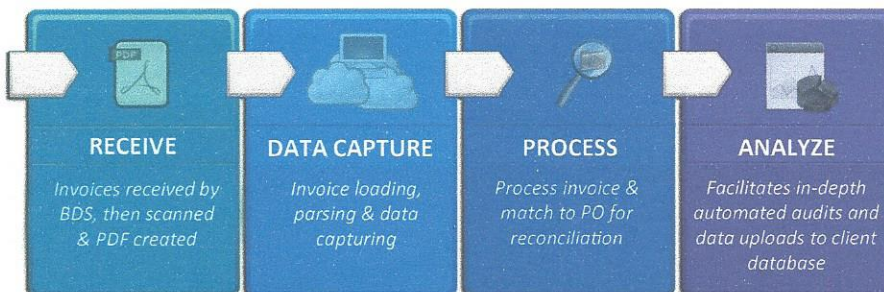 PDF
RECEIVE
Invoices received by
BDS, then scanned
& PDF created
DATA CAPTURE
Invoice loading,
parsing & data
capturing
PROCESS
Process invoice &
match to PO for
reconciliation
ANALYZE
Facilitates in-depth
automated audits and
data uploads to client
database